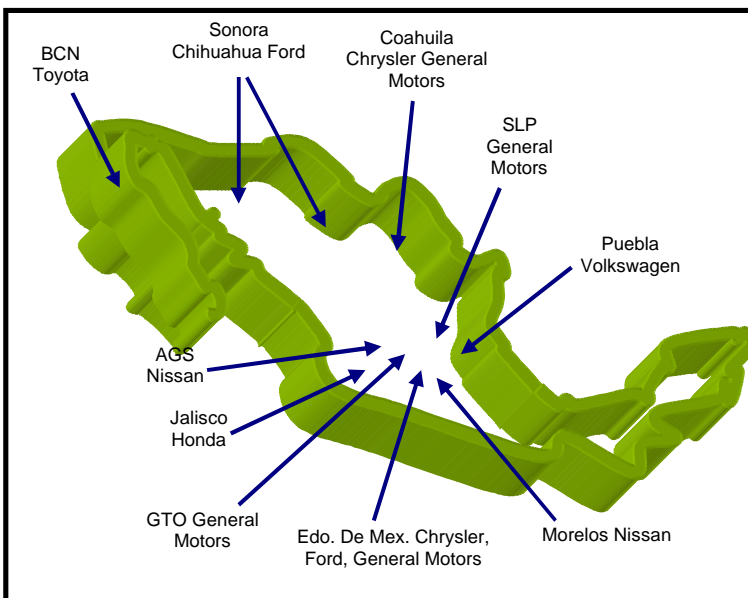 BCN
Toyota
Sonora
Chihuahua Ford
Coahuila
Chrysler General
Motors
SLP
General
Motors
Puebla
Volkswagen
AGS
Nissan
Jalisco
Honda
GTO General
Motors
Edo. De Mex. Chrysler,
Ford, General Motors
Morelos Nissan